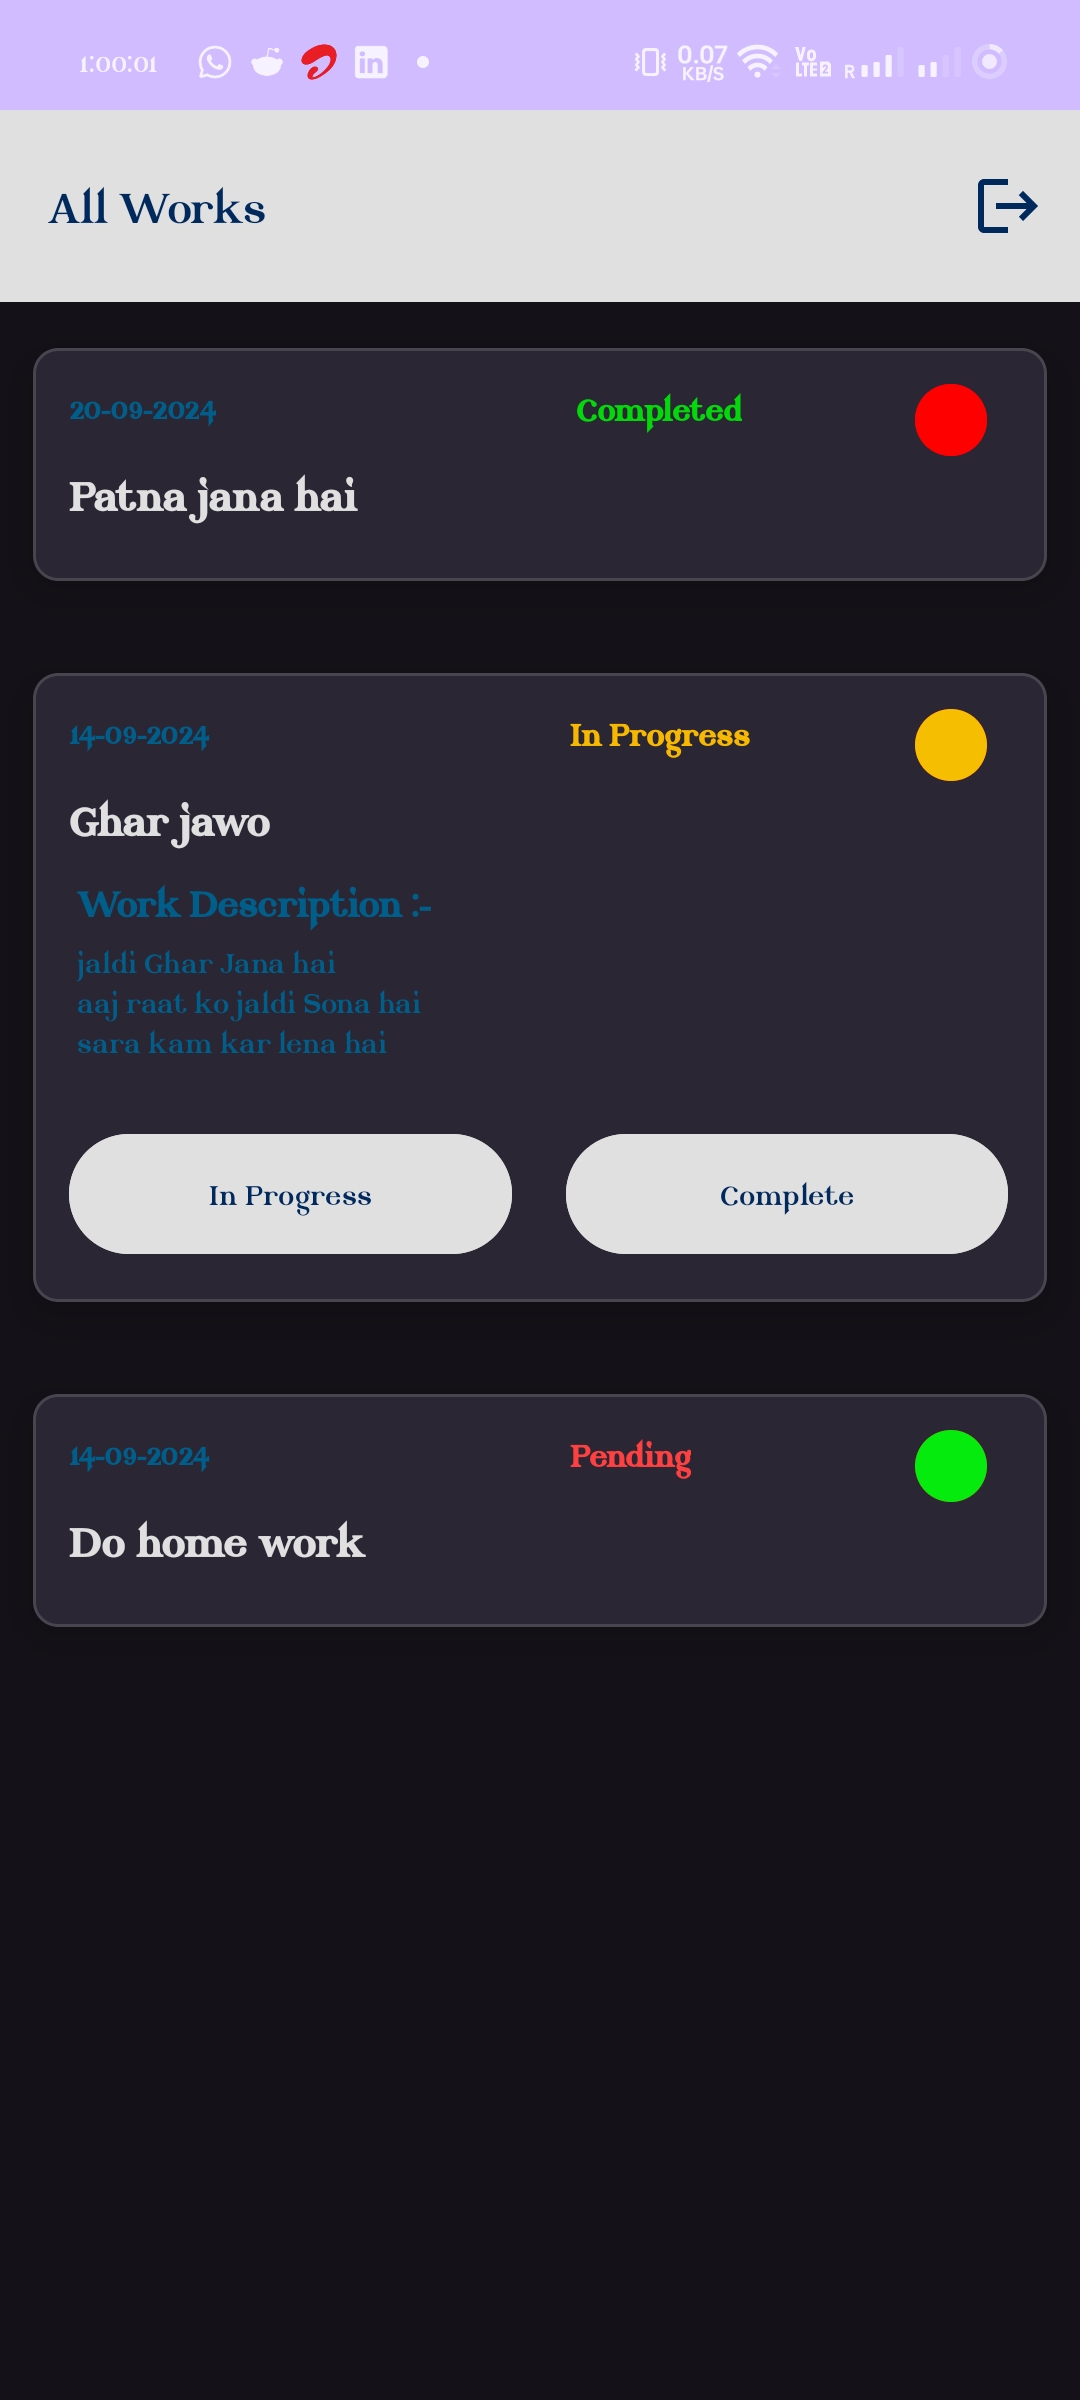 1:00:01
0.07
KB/S
Vo
LTE2
R
All Works
20-09-2024 Completed
Patna jana hai
14-09-2024 In Progress
Ghar jawo
Work Description :-
jaldi Ghar Jana hai
aaj raat ko jaldi Sona hai
sara kam kar lena hai
In Progress Complete
14-09-2024 Pending
Do home work